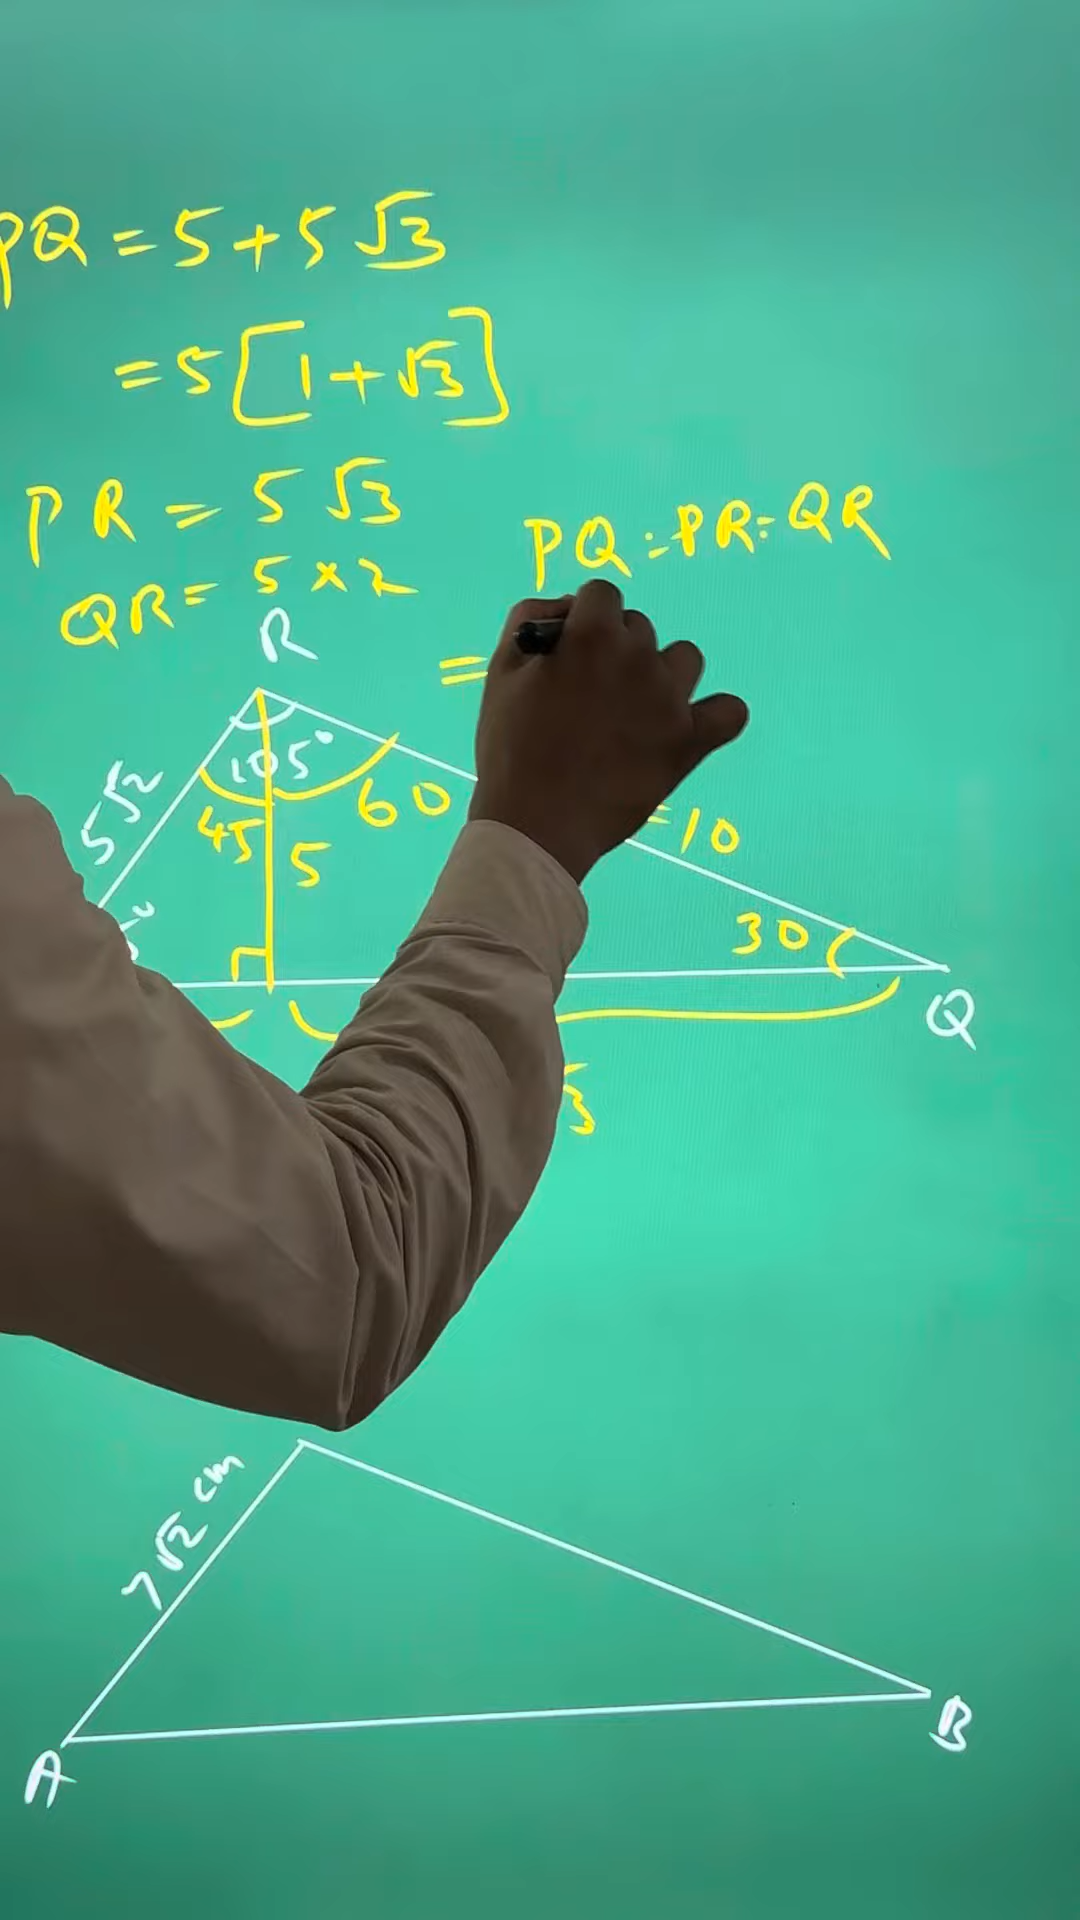 PQ = 5 + 5 √3
= 5 [1 + √3]
PR = 5 √3
QR = 5 × 2
PQ : PR : QR
=
R
105°
5√2
60
45
5
= 10
30
Q
7√2 cm
A
B